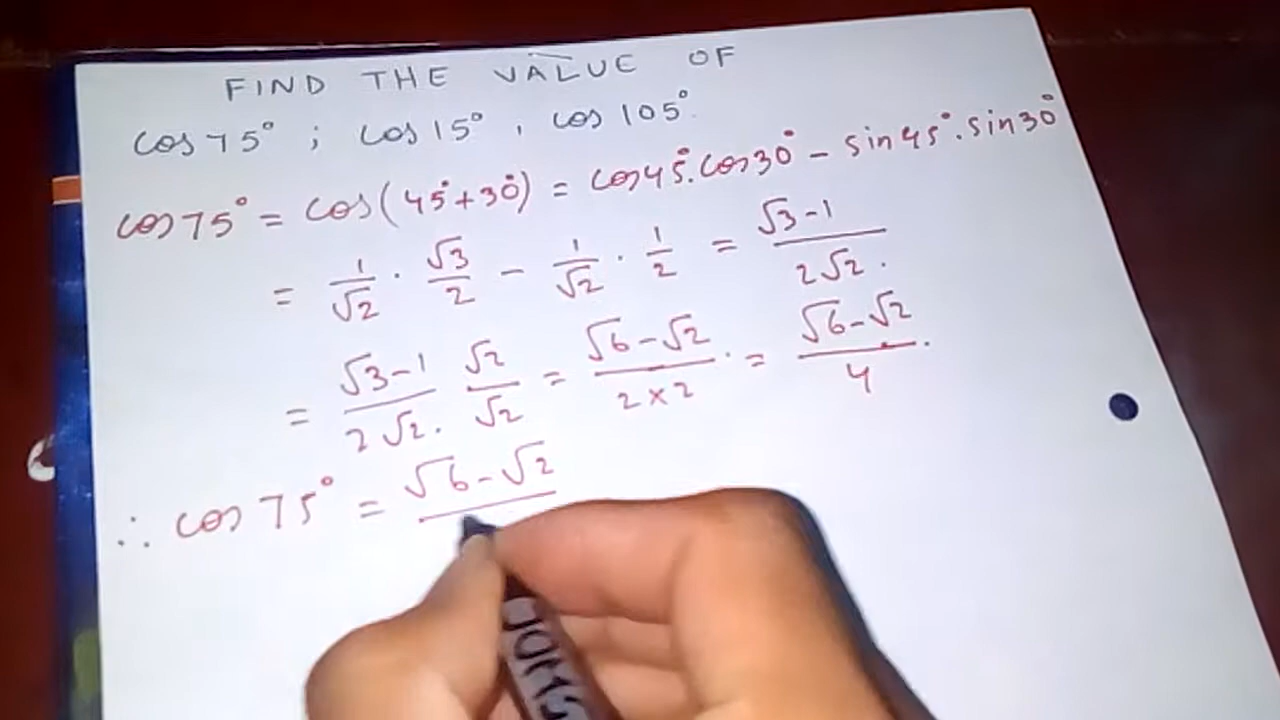 FIND THE VALUE OF
cos 75° ; cos 15° , cos 105°.
cos 75° = cos(45°+30°) = cos45°.cos30° - sin45°.sin30°
= 1/√2 . √3/2 - 1/√2 . 1/2 = √3-1/2√2.
= √3-1/2√2. √2/√2 = √6-√2/2×2. = √6-√2/4.
∴ cos 75° = √6-√2
DOMS